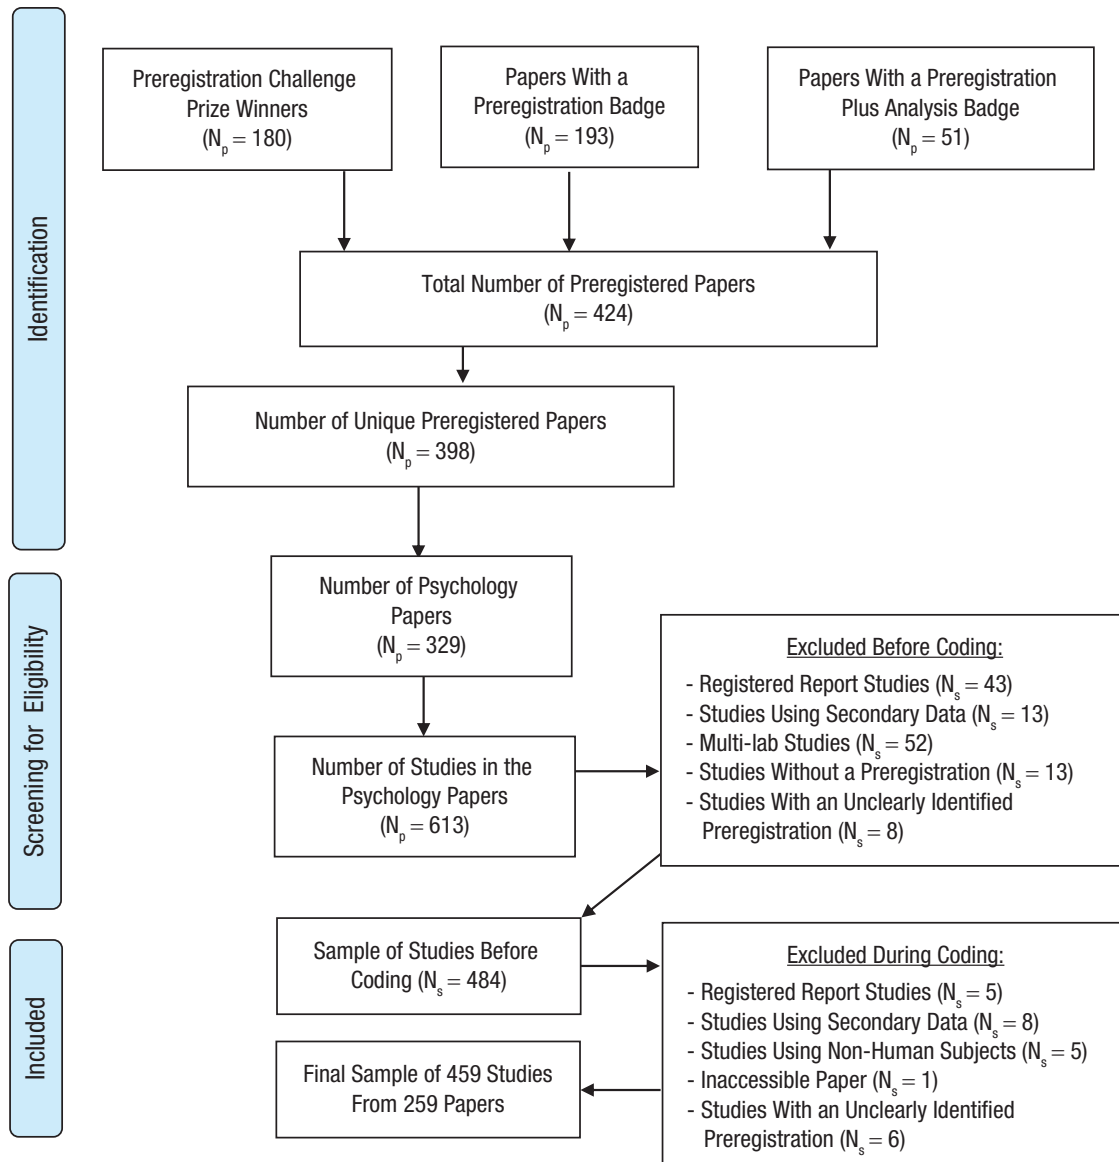 Identification
Preregistration Challenge
Prize Winners
(Np = 180)
Papers With a
Preregistration Badge
(Np = 193)
Papers With a Preregistration
Plus Analysis Badge
(Np = 51)
Total Number of Preregistered Papers
(Np = 424)
Number of Unique Preregistered Papers
(Np = 398)
Screening for Eligibility
Number of Psychology
Papers
(Np = 329)
Number of Studies in the
Psychology Papers
(Np = 613)
Excluded Before Coding:
- Registered Report Studies (Ns = 43)
- Studies Using Secondary Data (Ns = 13)
- Multi-lab Studies (Ns = 52)
- Studies Without a Preregistration (Ns = 13)
- Studies With an Unclearly Identified
Preregistration (Ns = 8)
Included
Sample of Studies Before
Coding (Ns = 484)
Excluded During Coding:
- Registered Report Studies (Ns = 5)
- Studies Using Secondary Data (Ns = 8)
- Studies Using Non-Human Subjects (Ns = 5)
- Inaccessible Paper (Ns = 1)
- Studies With an Unclearly Identified
Preregistration (Ns = 6)
Final Sample of 459 Studies
From 259 Papers